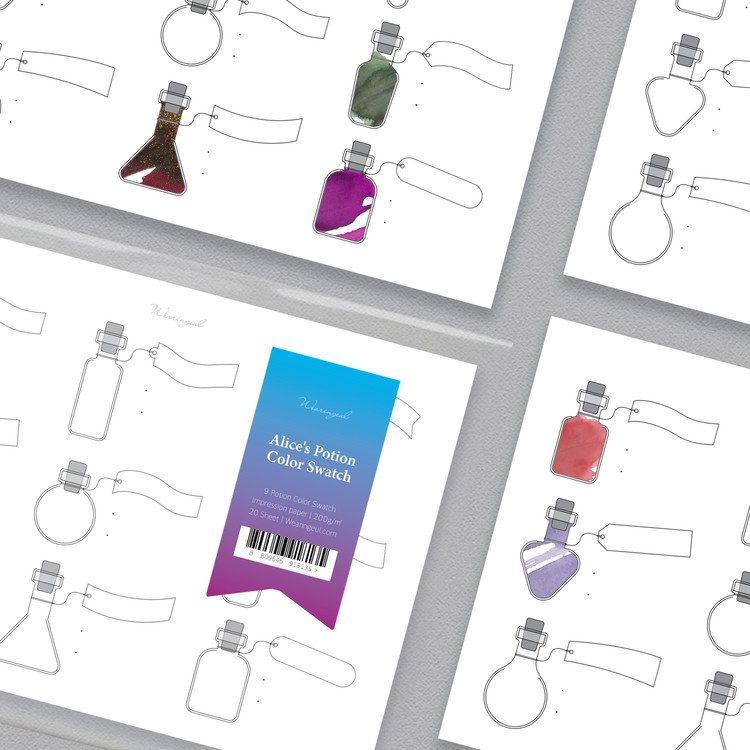 Wearingeul
Wearingeul
Alice's Potion
Color Swatch
9 Potion Color Swatch
Impression paper | 200g/㎡
20 Sheet | Wearingeul.com
8 809646 918135 >